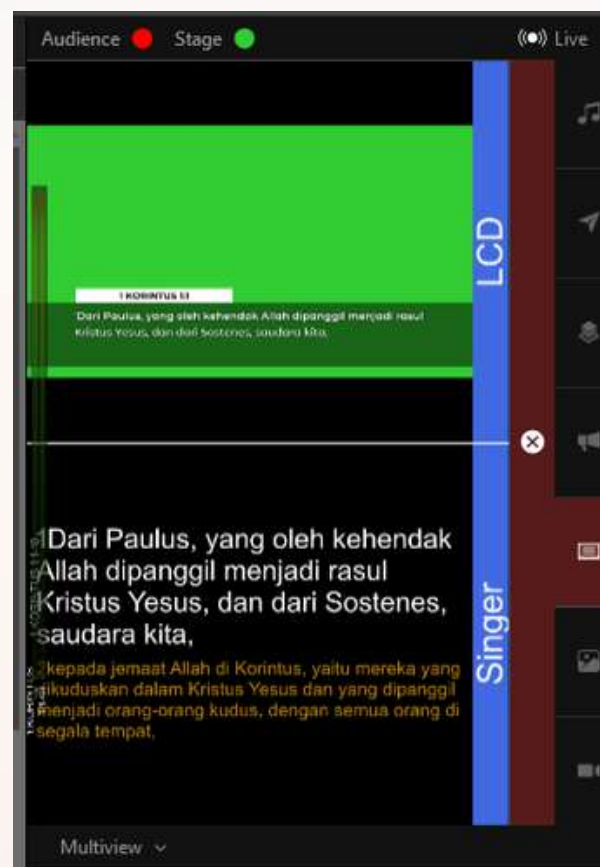 Audience Stage Live
LCD
1 KORINTUS 1:1
"Dari Paulus, yang oleh kehendak Allah dipanggil menjadi rasul
Kristus Yesus, dan dari Sostenes, saudara kita,
Dari Paulus, yang oleh kehendak
Allah dipanggil menjadi rasul
Kristus Yesus, dan dari Sostenes,
saudara kita,
Singer
kepada jemaat Allah di Korintus, yaitu mereka yang
dikuduskan dalam Kristus Yesus dan yang dipanggil
menjadi orang-orang kudus, dengan semua orang di
segala tempat,
Multiview